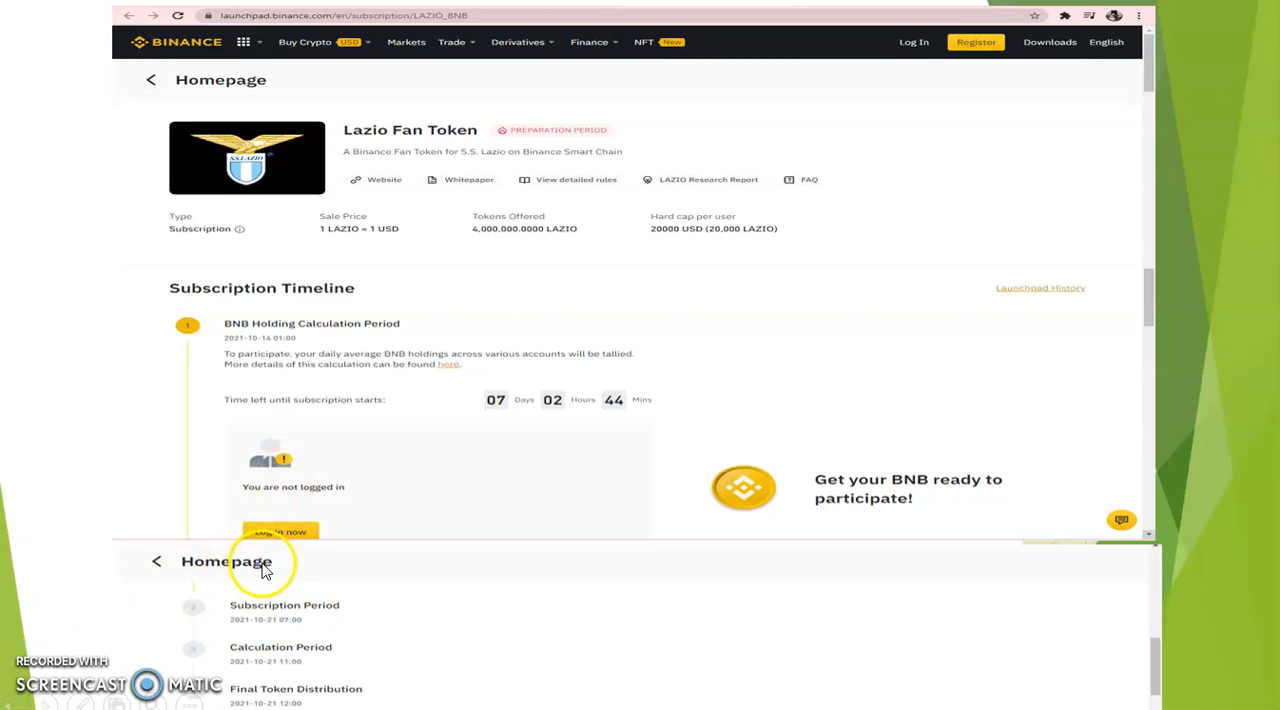 launchpad.binance.com/en/subscription/LAZIO_BNB
BINANCE Buy Crypto USD Markets Trade Derivatives Finance NFT New Log In Register Downloads English
Homepage
Lazio Fan Token PREPARATION PERIOD
A Binance Fan Token for S.S. Lazio on Binance Smart Chain
S.S.LAZIO
Website Whitepaper View detailed rules LAZIO Research Report FAQ
Type Sale Price Tokens Offered Hard cap per user
Subscription 1 LAZIO = 1 USD 4,000,000.0000 LAZIO 20000 USD (20,000 LAZIO)
Subscription Timeline Launchpad History
1 BNB Holding Calculation Period
2021-10-14 01:00
To participate, your daily average BNB holdings across various accounts will be tallied.
More details of this calculation can be found here.
Time left until subscription starts: 07 Days 02 Hours 44 Mins
You are not logged in
Get your BNB ready to
participate!
Log in now
Homepage
2 Subscription Period
2021-10-21 07:00
3 Calculation Period
2021-10-21 11:00
Final Token Distribution
2021-10-21 12:00
RECORDED WITH
SCREENCAST MATIC